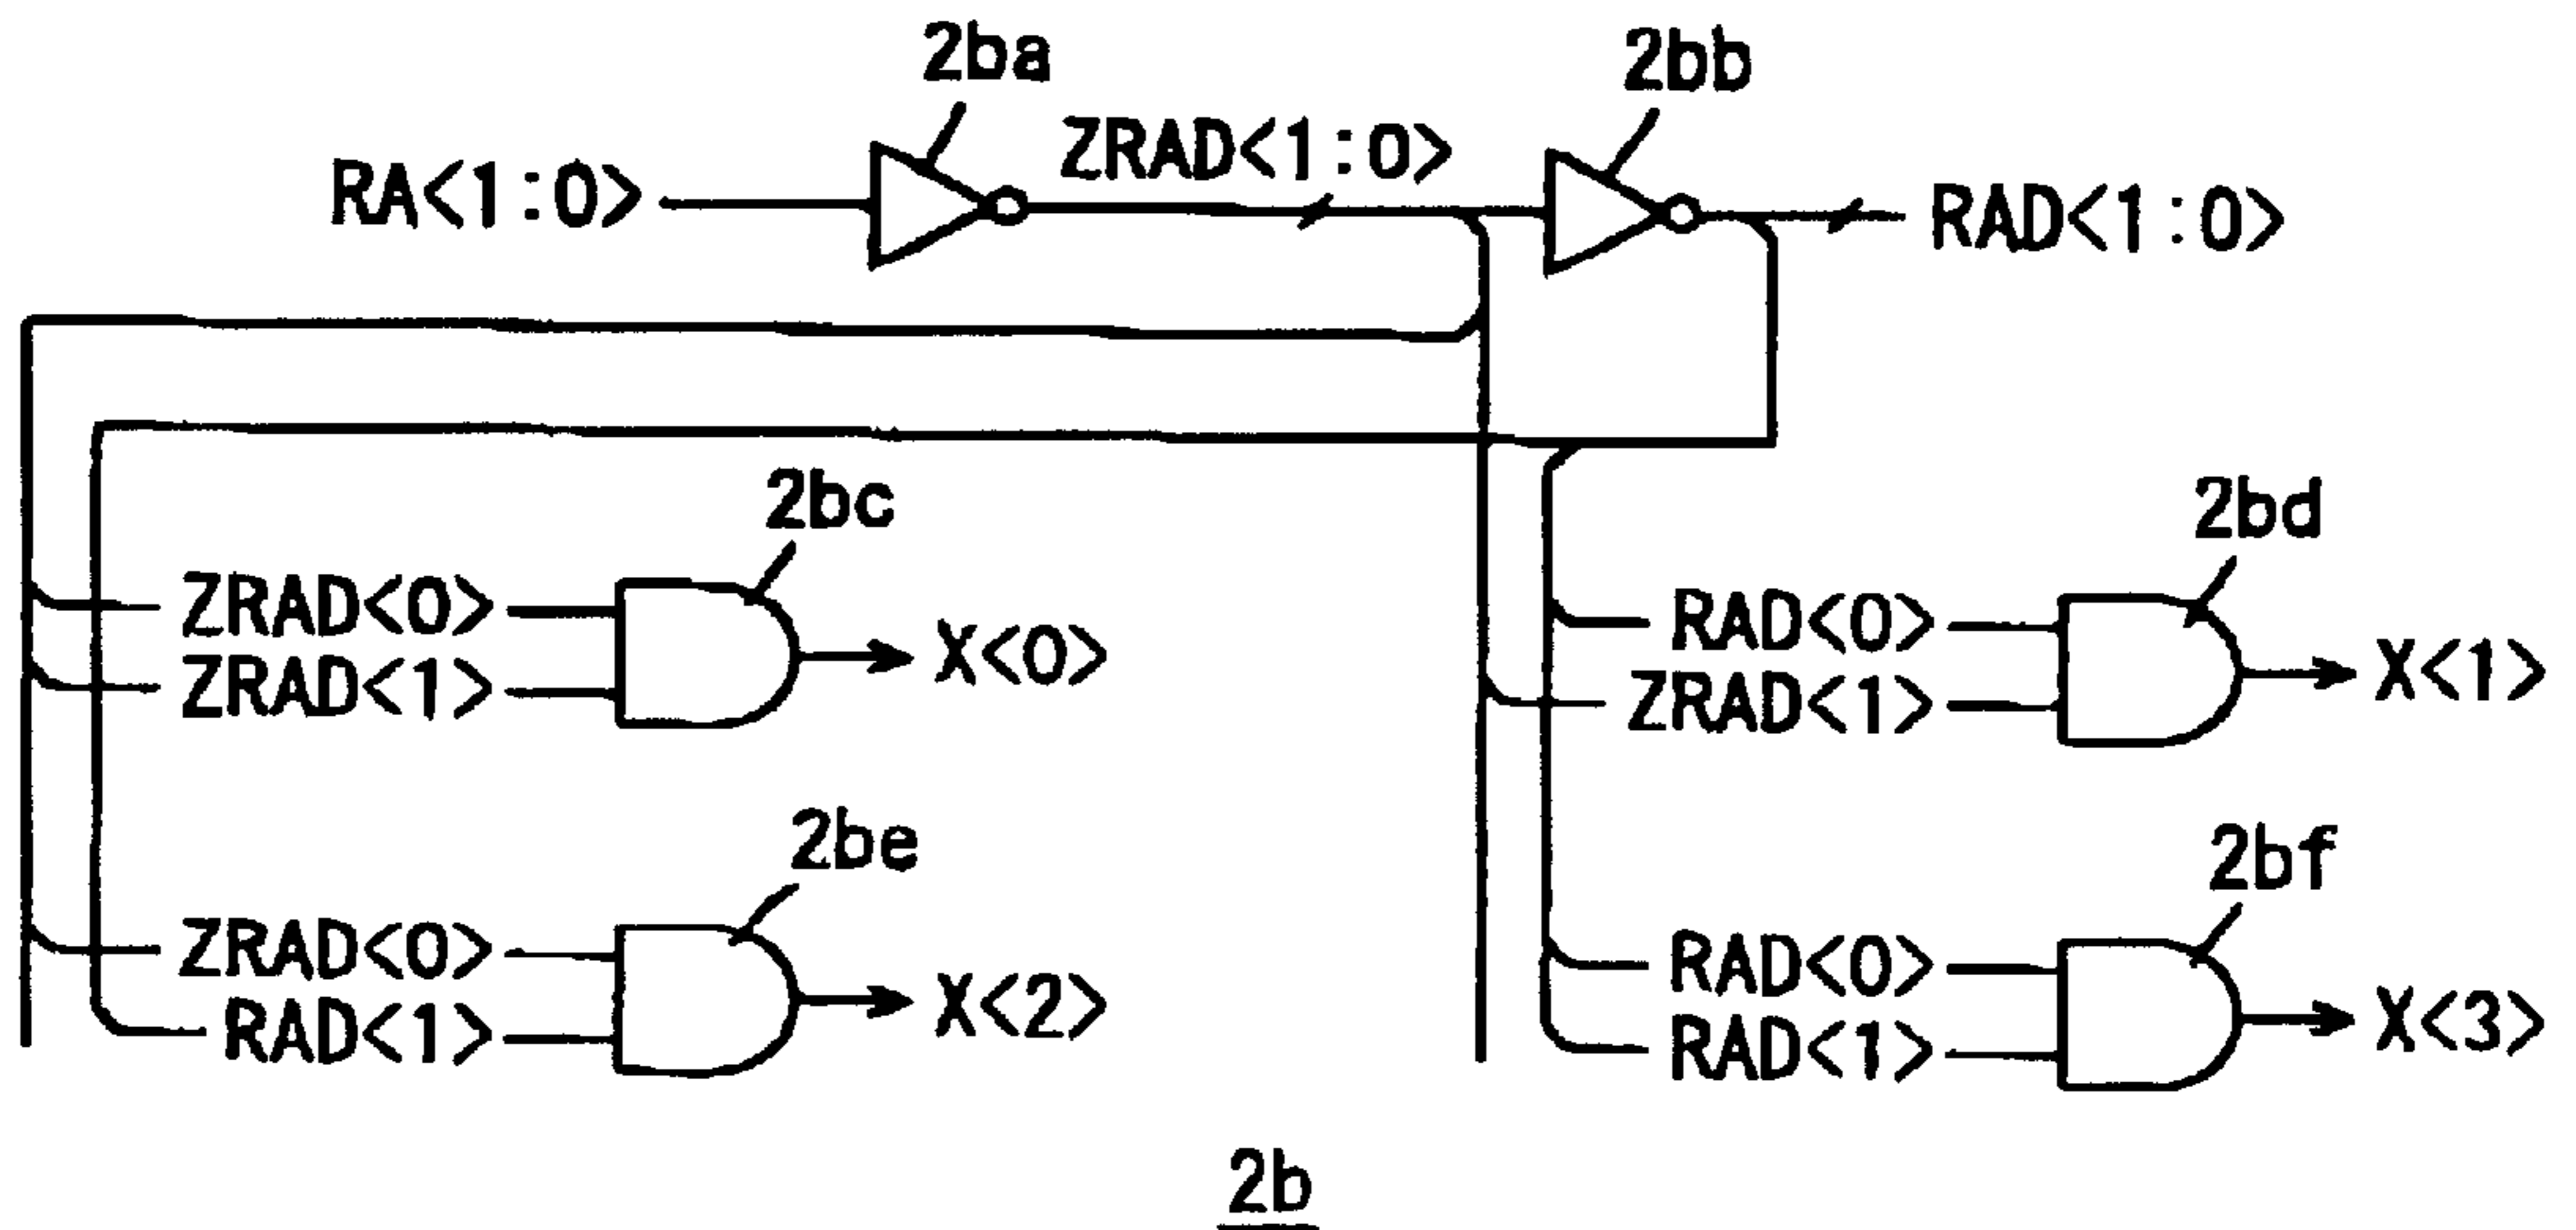 2ba
2bb
RA<1:0>
ZRAD<1:0>
RAD<1:0>
2bc
2bd
ZRAD<0>
ZRAD<1>
X<0>
RAD<0>
ZRAD<1>
X<1>
2be
2bf
ZRAD<0>
RAD<1>
X<2>
RAD<0>
RAD<1>
X<3>
2b